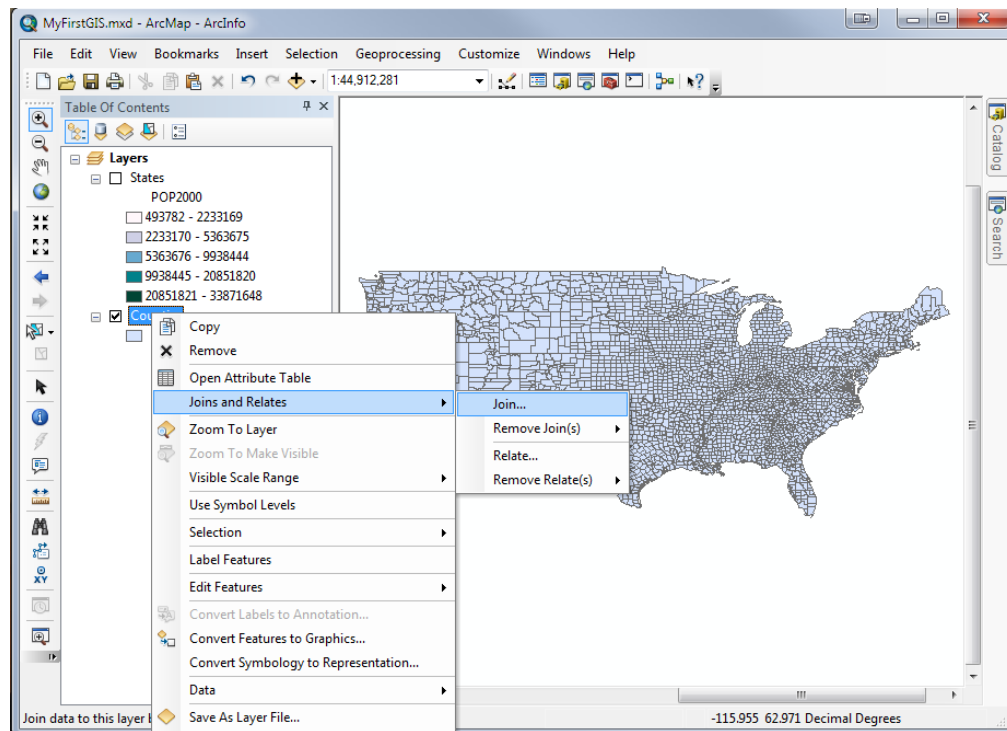 MyFirstGIS.mxd - ArcMap - ArcInfo
File Edit View Bookmarks Insert Selection Geoprocessing Customize Windows Help
1:44,912,281
Table Of Contents
Layers
States
POP2000
493782 - 2233169
2233170 - 5363675
5363676 - 9938444
9938445 - 20851820
20851821 - 33871648
Copy
Remove
Open Attribute Table
Joins and Relates
Zoom To Layer
Zoom To Make Visible
Visible Scale Range
Use Symbol Levels
Selection
Label Features
Edit Features
Convert Labels to Annotation...
Convert Features to Graphics...
Convert Symbology to Representation...
Data
Save As Layer File...
Join...
Remove Join(s)
Relate...
Remove Relate(s)
Catalog
Search
XY
Join data to this layer
-115.955 62.971 Decimal Degrees